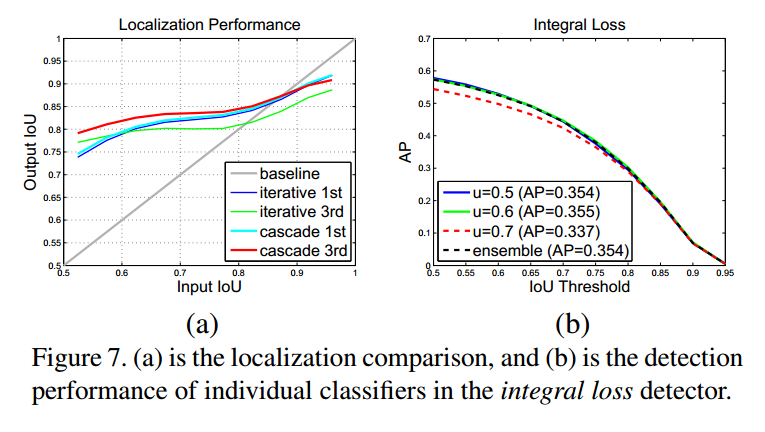 Localization Performance
1
0.95
0.9
0.85
0.8
0.75
0.7
0.65
0.6
0.55
0.5
Output IoU
baseline
iterative 1st
iterative 3rd
cascade 1st
cascade 3rd
0.5 0.6 0.7 0.8 0.9 1
Input IoU
(a)
Integral Loss
0.7
0.6
0.5
0.4
0.3
0.2
0.1
0
AP
u=0.5 (AP=0.354)
u=0.6 (AP=0.355)
u=0.7 (AP=0.337)
ensemble (AP=0.354)
0.5 0.55 0.6 0.65 0.7 0.75 0.8 0.85 0.9 0.95
IoU Threshold
(b)
Figure 7. (a) is the localization comparison, and (b) is the detection
performance of individual classifiers in the integral loss detector.